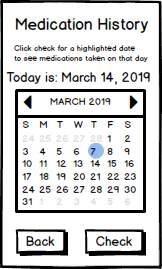 Medication History
Click check for a highlighted date
to see medications taken on that day
Today is: March 14, 2019
MARCH 2019
S M T W T F S
24 25 26 27 28 1 2
3 4 5 6 7 8 9
10 11 12 13 14 15 16
17 18 19 20 21 22 23
24 25 26 27 28 29 30
31 1 2 3 4 5 6
Back Check